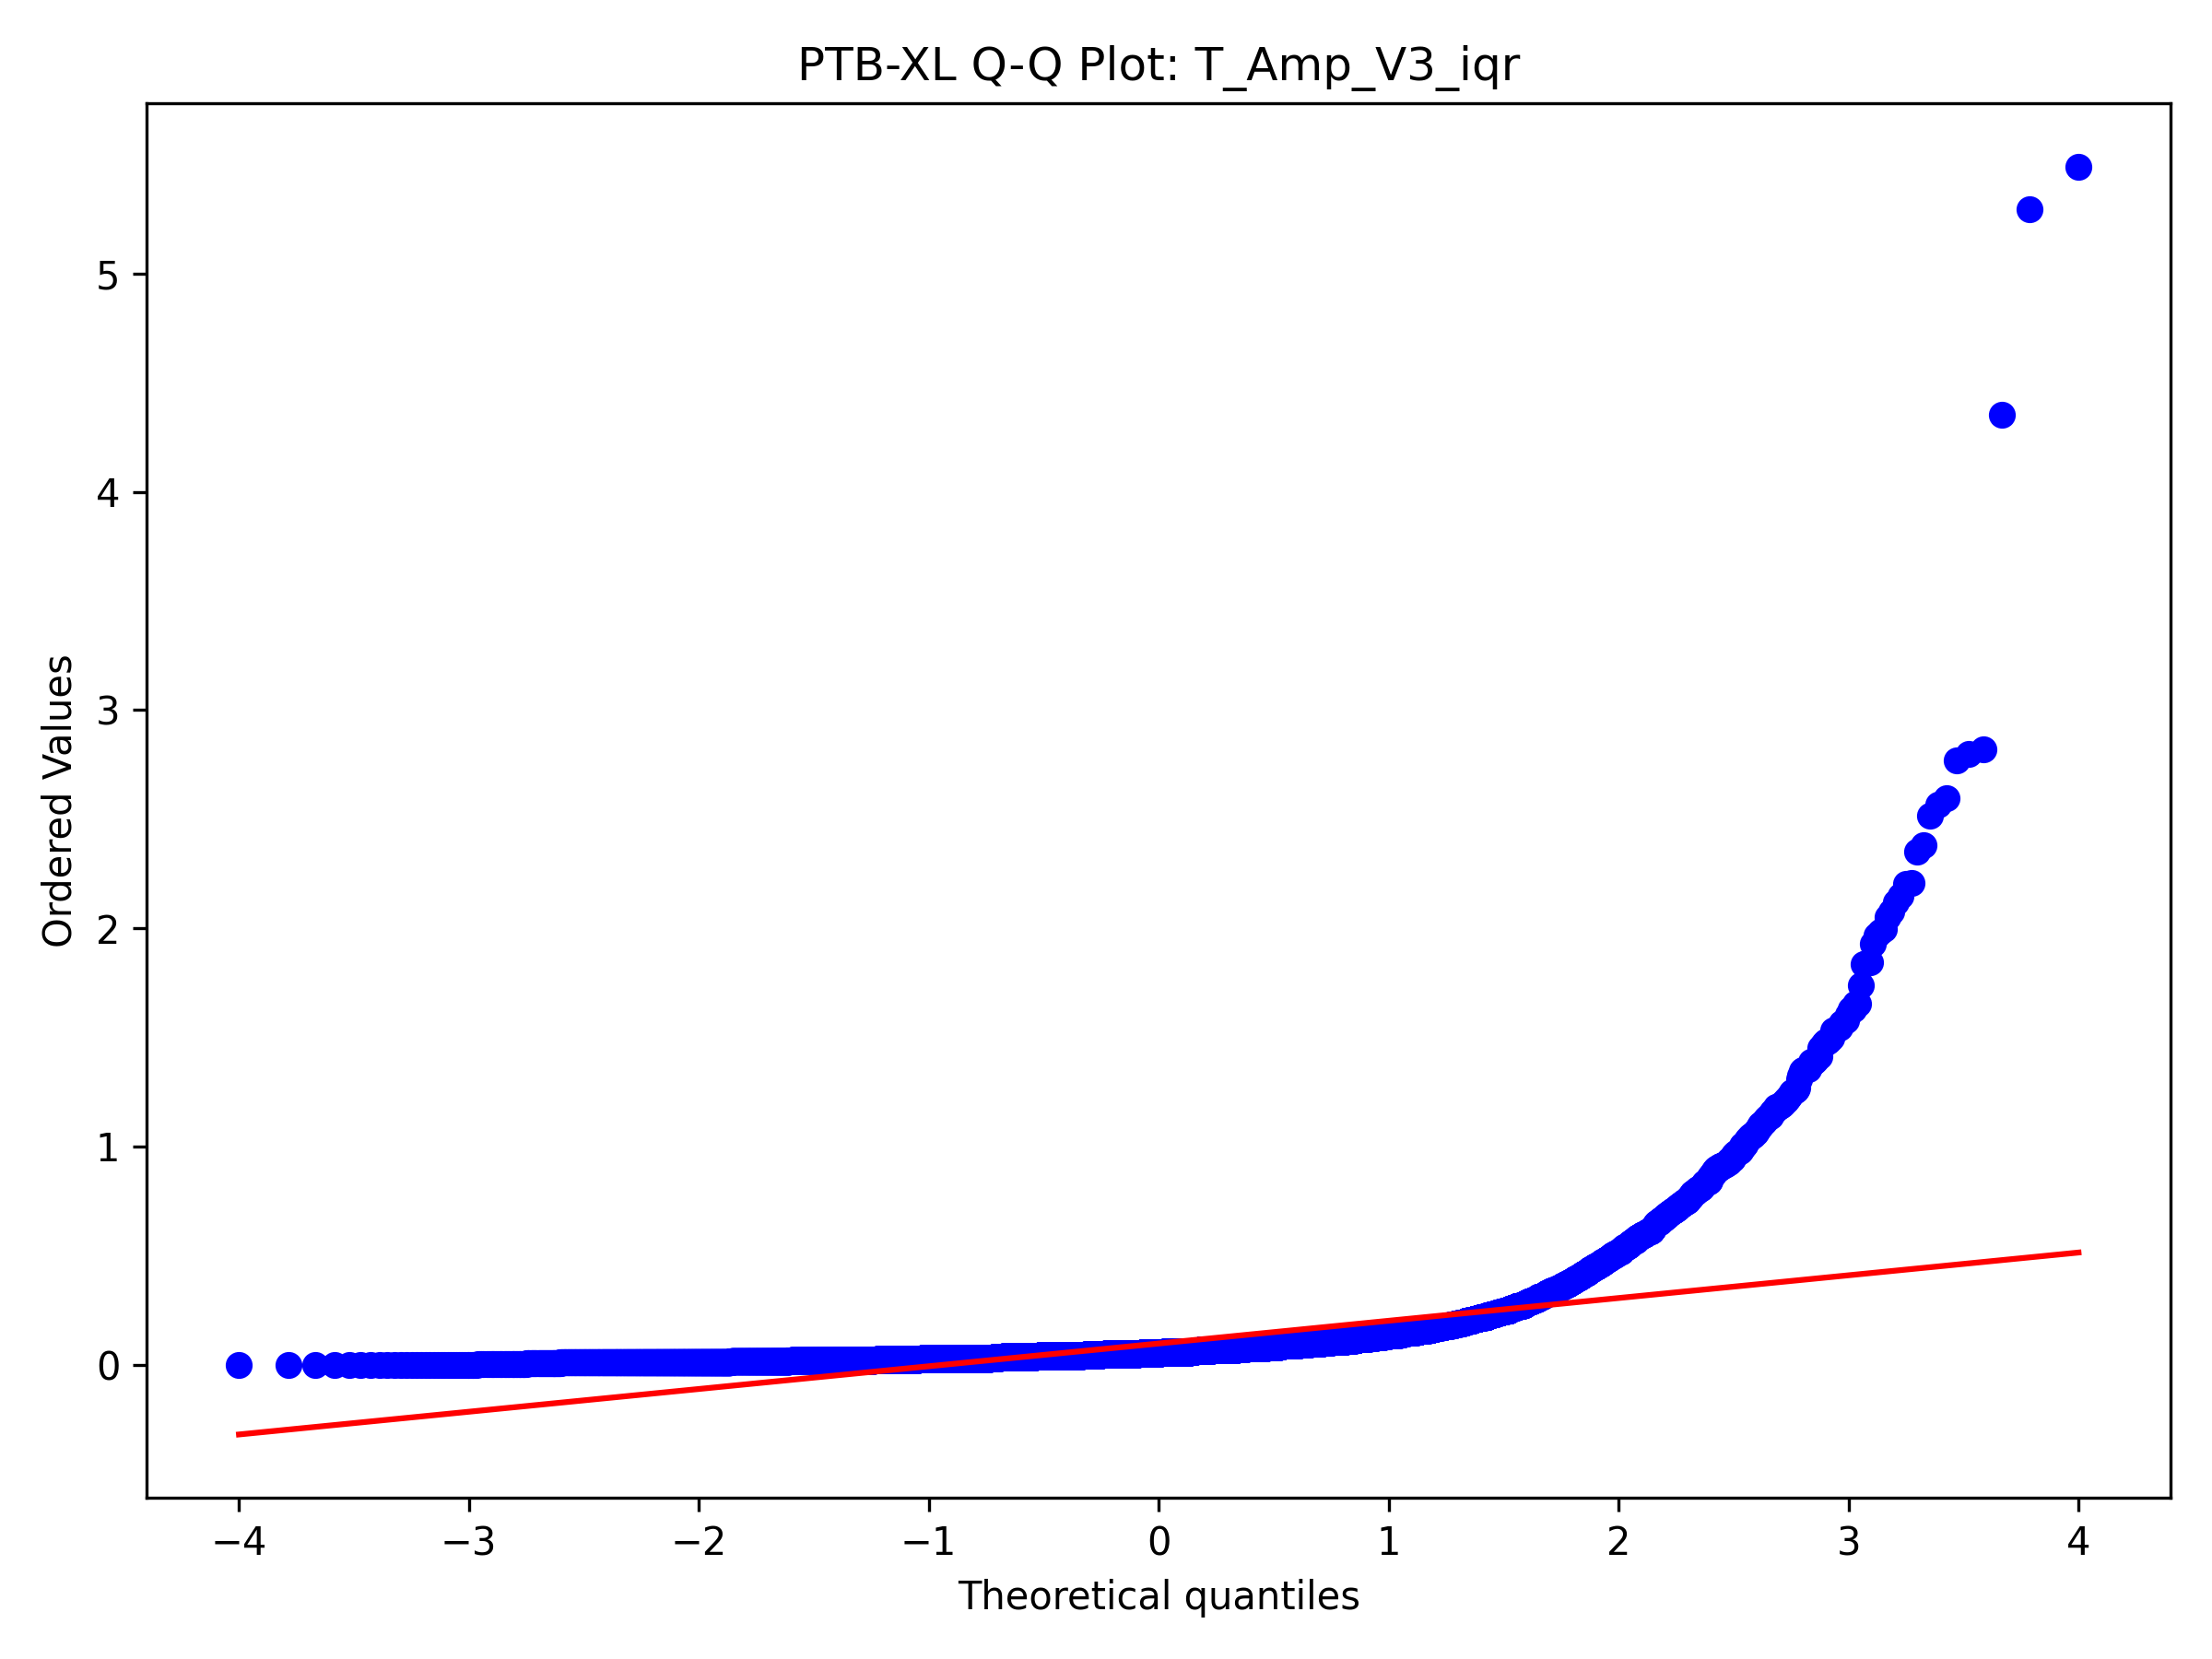 PTB-XL Q-Q Plot: T_Amp_V3_iqr
Ordered Values
5
4
3
2
1
0
−4 −3 −2 −1 0 1 2 3 4
Theoretical quantiles